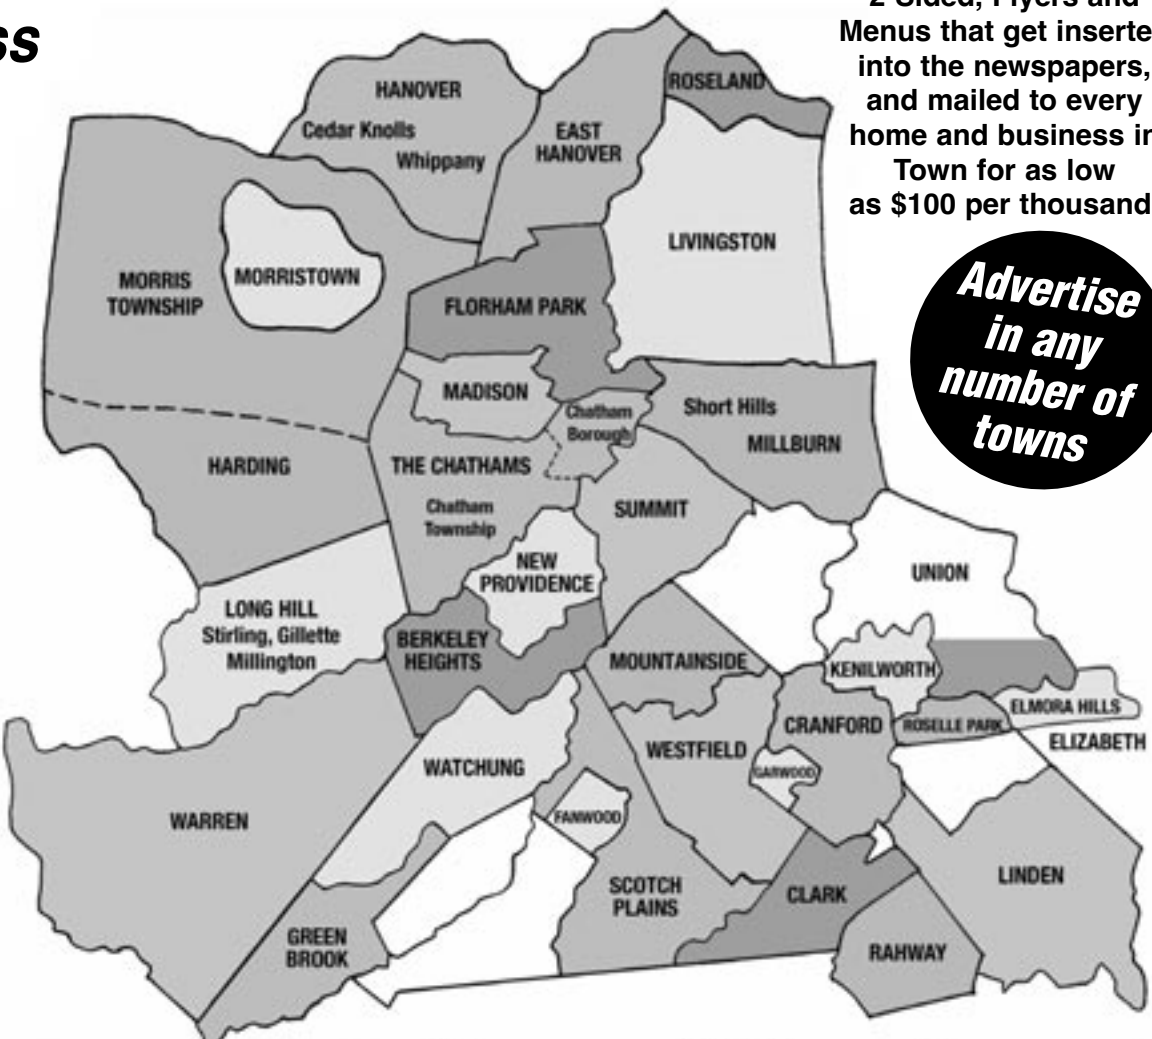 ss
2-Sided, Flyers and
Menus that get inserte
into the newspapers,
and mailed to every
home and business in
Town for as low
as $100 per thousand
Advertise
in any
number of
towns
HANOVER
Cedar Knolls
Whippany
EAST
HANOVER
ROSELAND
LIVINGSTON
MORRIS
TOWNSHIP
MORRISTOWN
FLORHAM PARK
MADISON
Chatham
Borough
Short Hills
MILLBURN
HARDING
THE CHATHAMS
Chatham
Township
SUMMIT
NEW
PROVIDENCE
UNION
LONG HILL
Stirling, Gillette
Millington
BERKELEY
HEIGHTS
MOUNTAINSIDE
KENILWORTH
ELMORA HILLS
ROSELLE PARK
CRANFORD
ELIZABETH
WESTFIELD
GARWOOD
WATCHUNG
WARREN
FANWOOD
SCOTCH
PLAINS
CLARK
LINDEN
GREEN
BROOK
RAHWAY